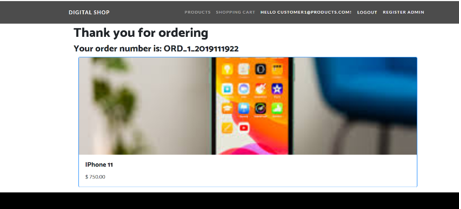 DIGITAL SHOP
PRODUCTS SHOPPING CART HELLO CUSTOMER1@PRODUCTS.COM! LOGOUT REGISTER ADMIN
Thank you for ordering
Your order number is: ORD_1_2019111922
IPhone 11
$ 750.00